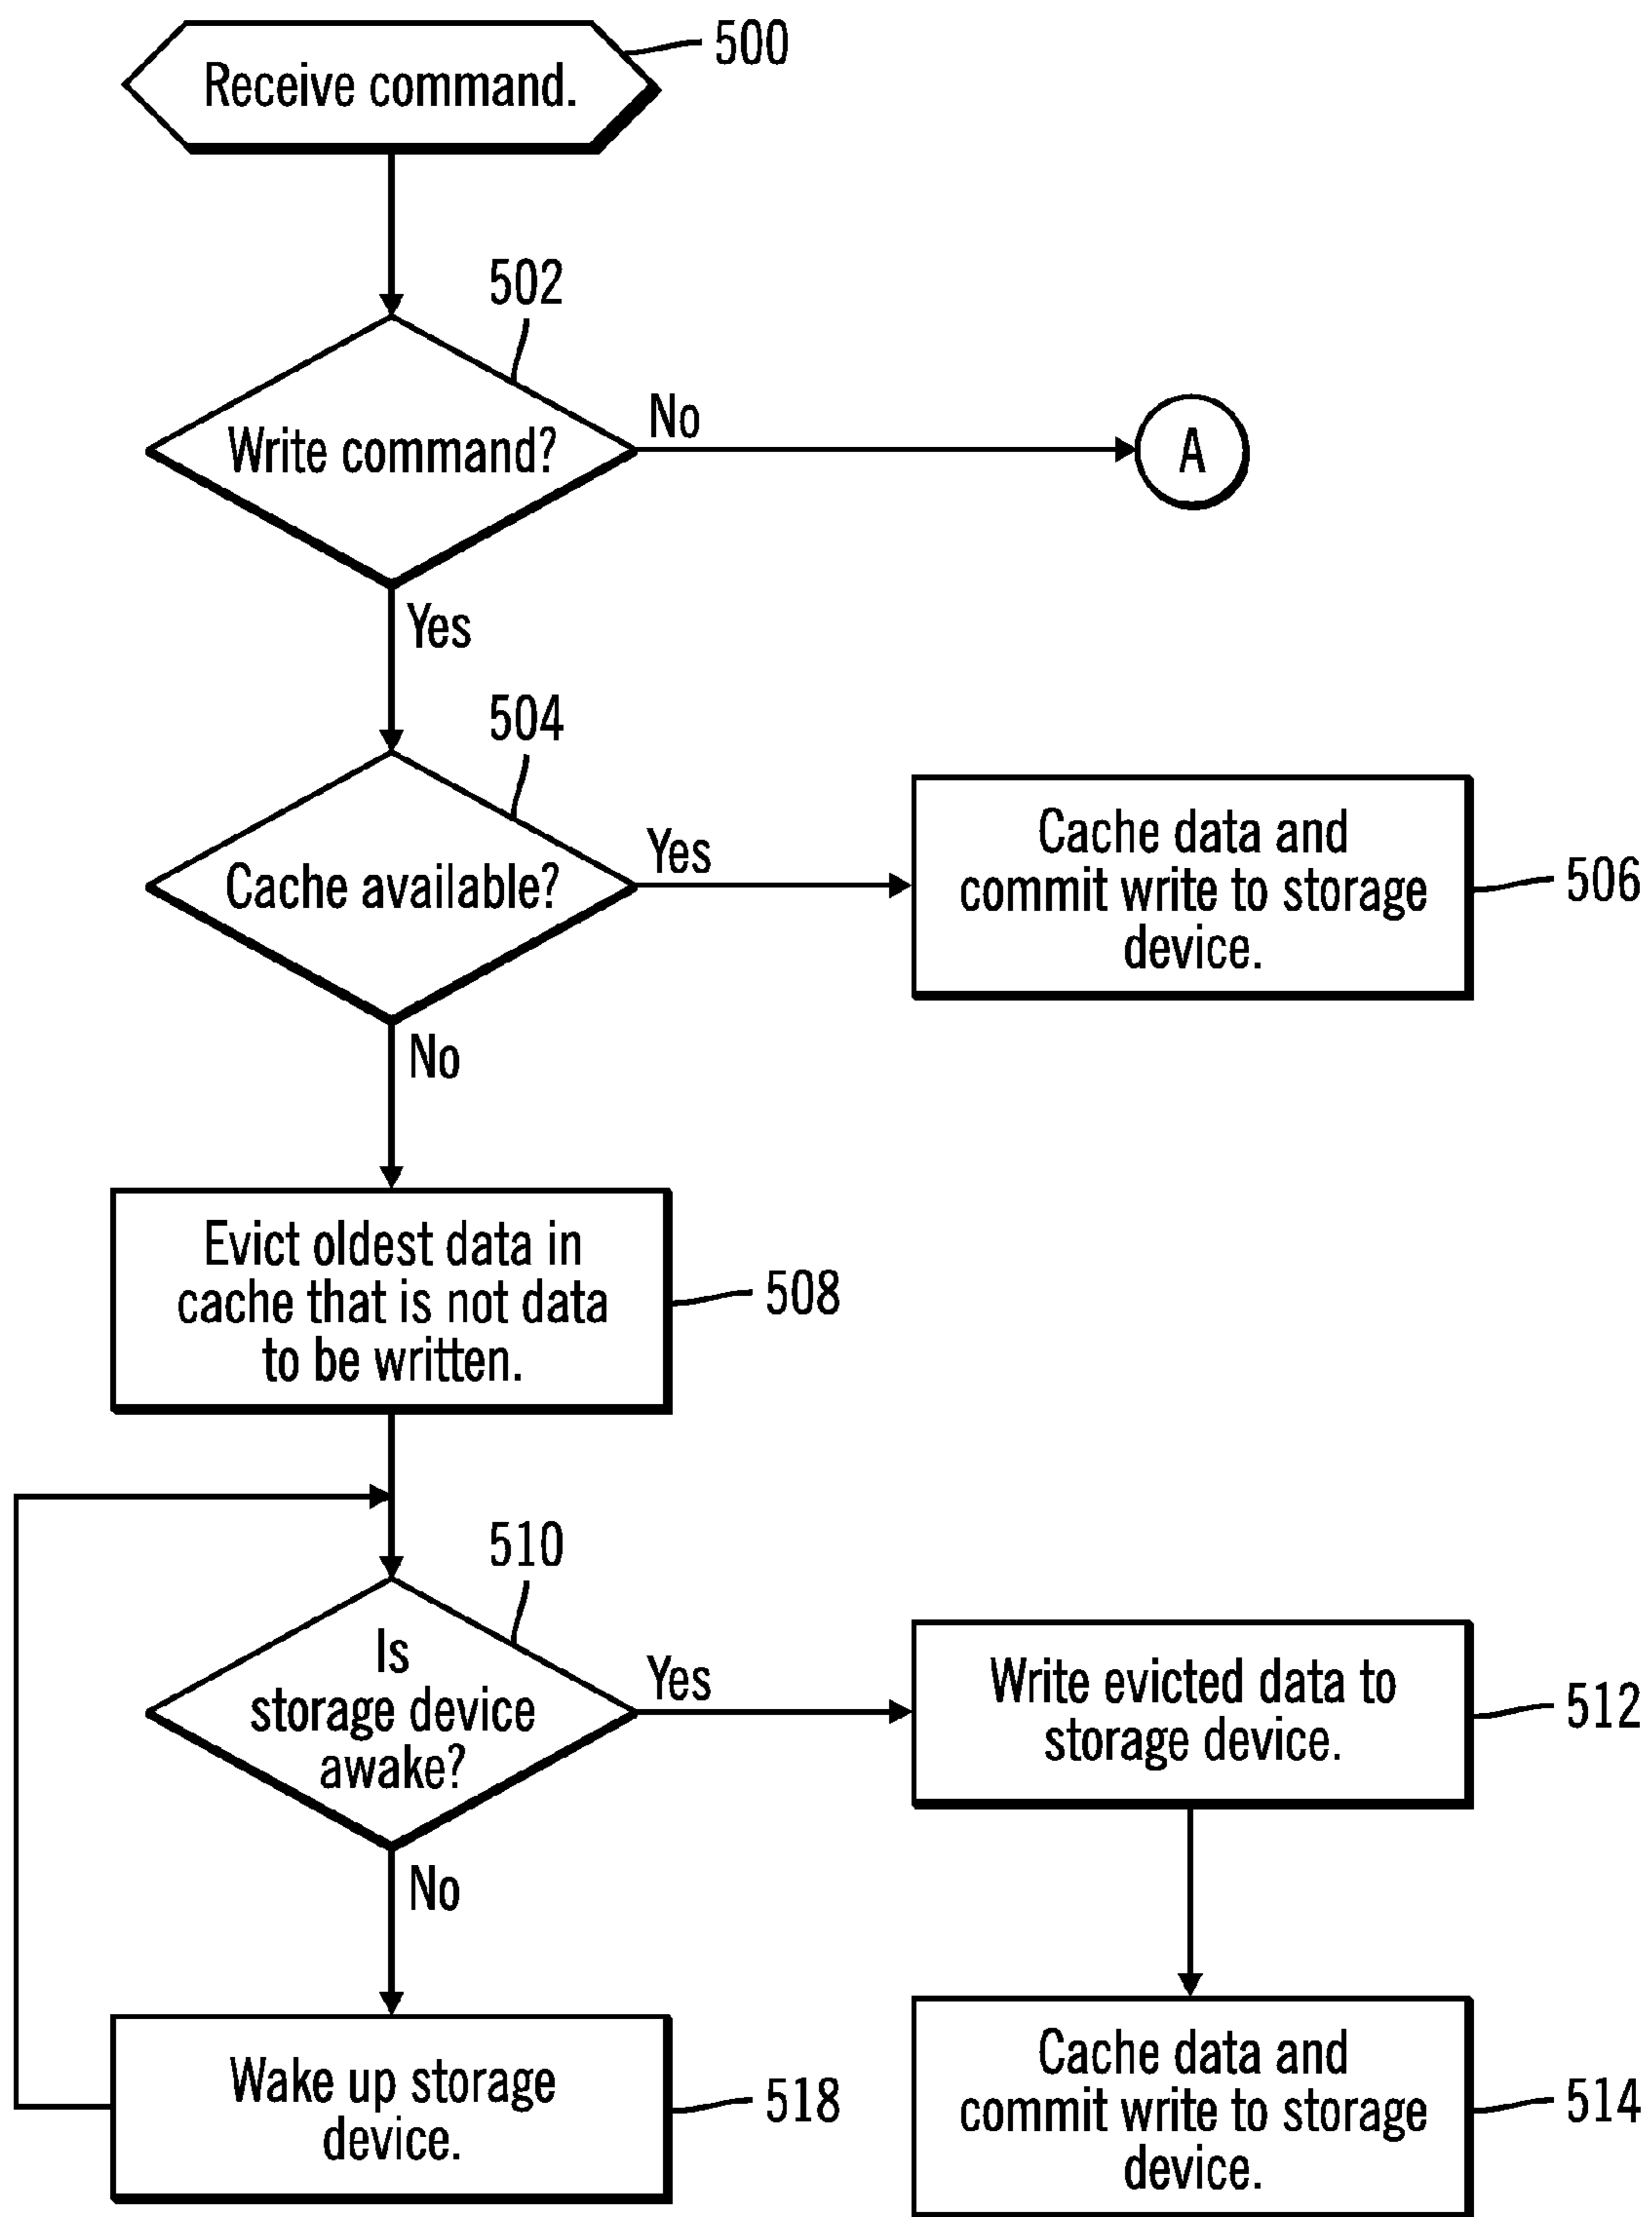 500
Receive command.
502
Write command?
No
A
Yes
504
Cache available?
Yes
Cache data and
commit write to storage
device.
506
No
Evict oldest data in
cache that is not data
to be written.
508
510
Is
storage device
awake?
Yes
Write evicted data to
storage device.
512
No
Wake up storage
device.
518
Cache data and
commit write to storage
device.
514